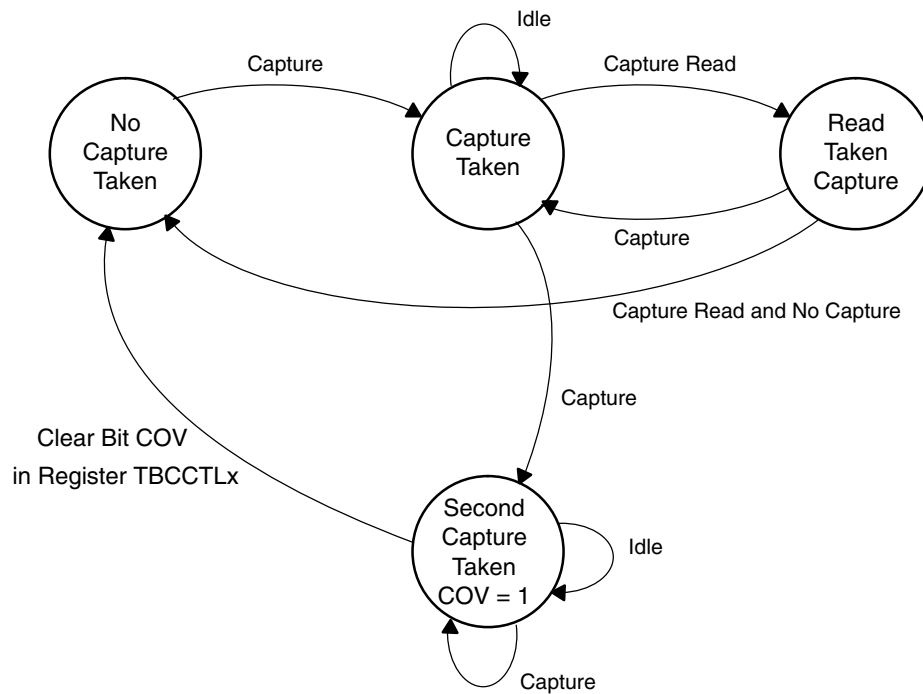 Idle
Capture
Capture Read
No
Capture
Taken
Capture
Taken
Read
Taken
Capture
Capture
Capture Read and No Capture
Capture
Clear Bit COV
in Register TBCCTLx
Second
Capture
Taken
COV = 1
Idle
Capture